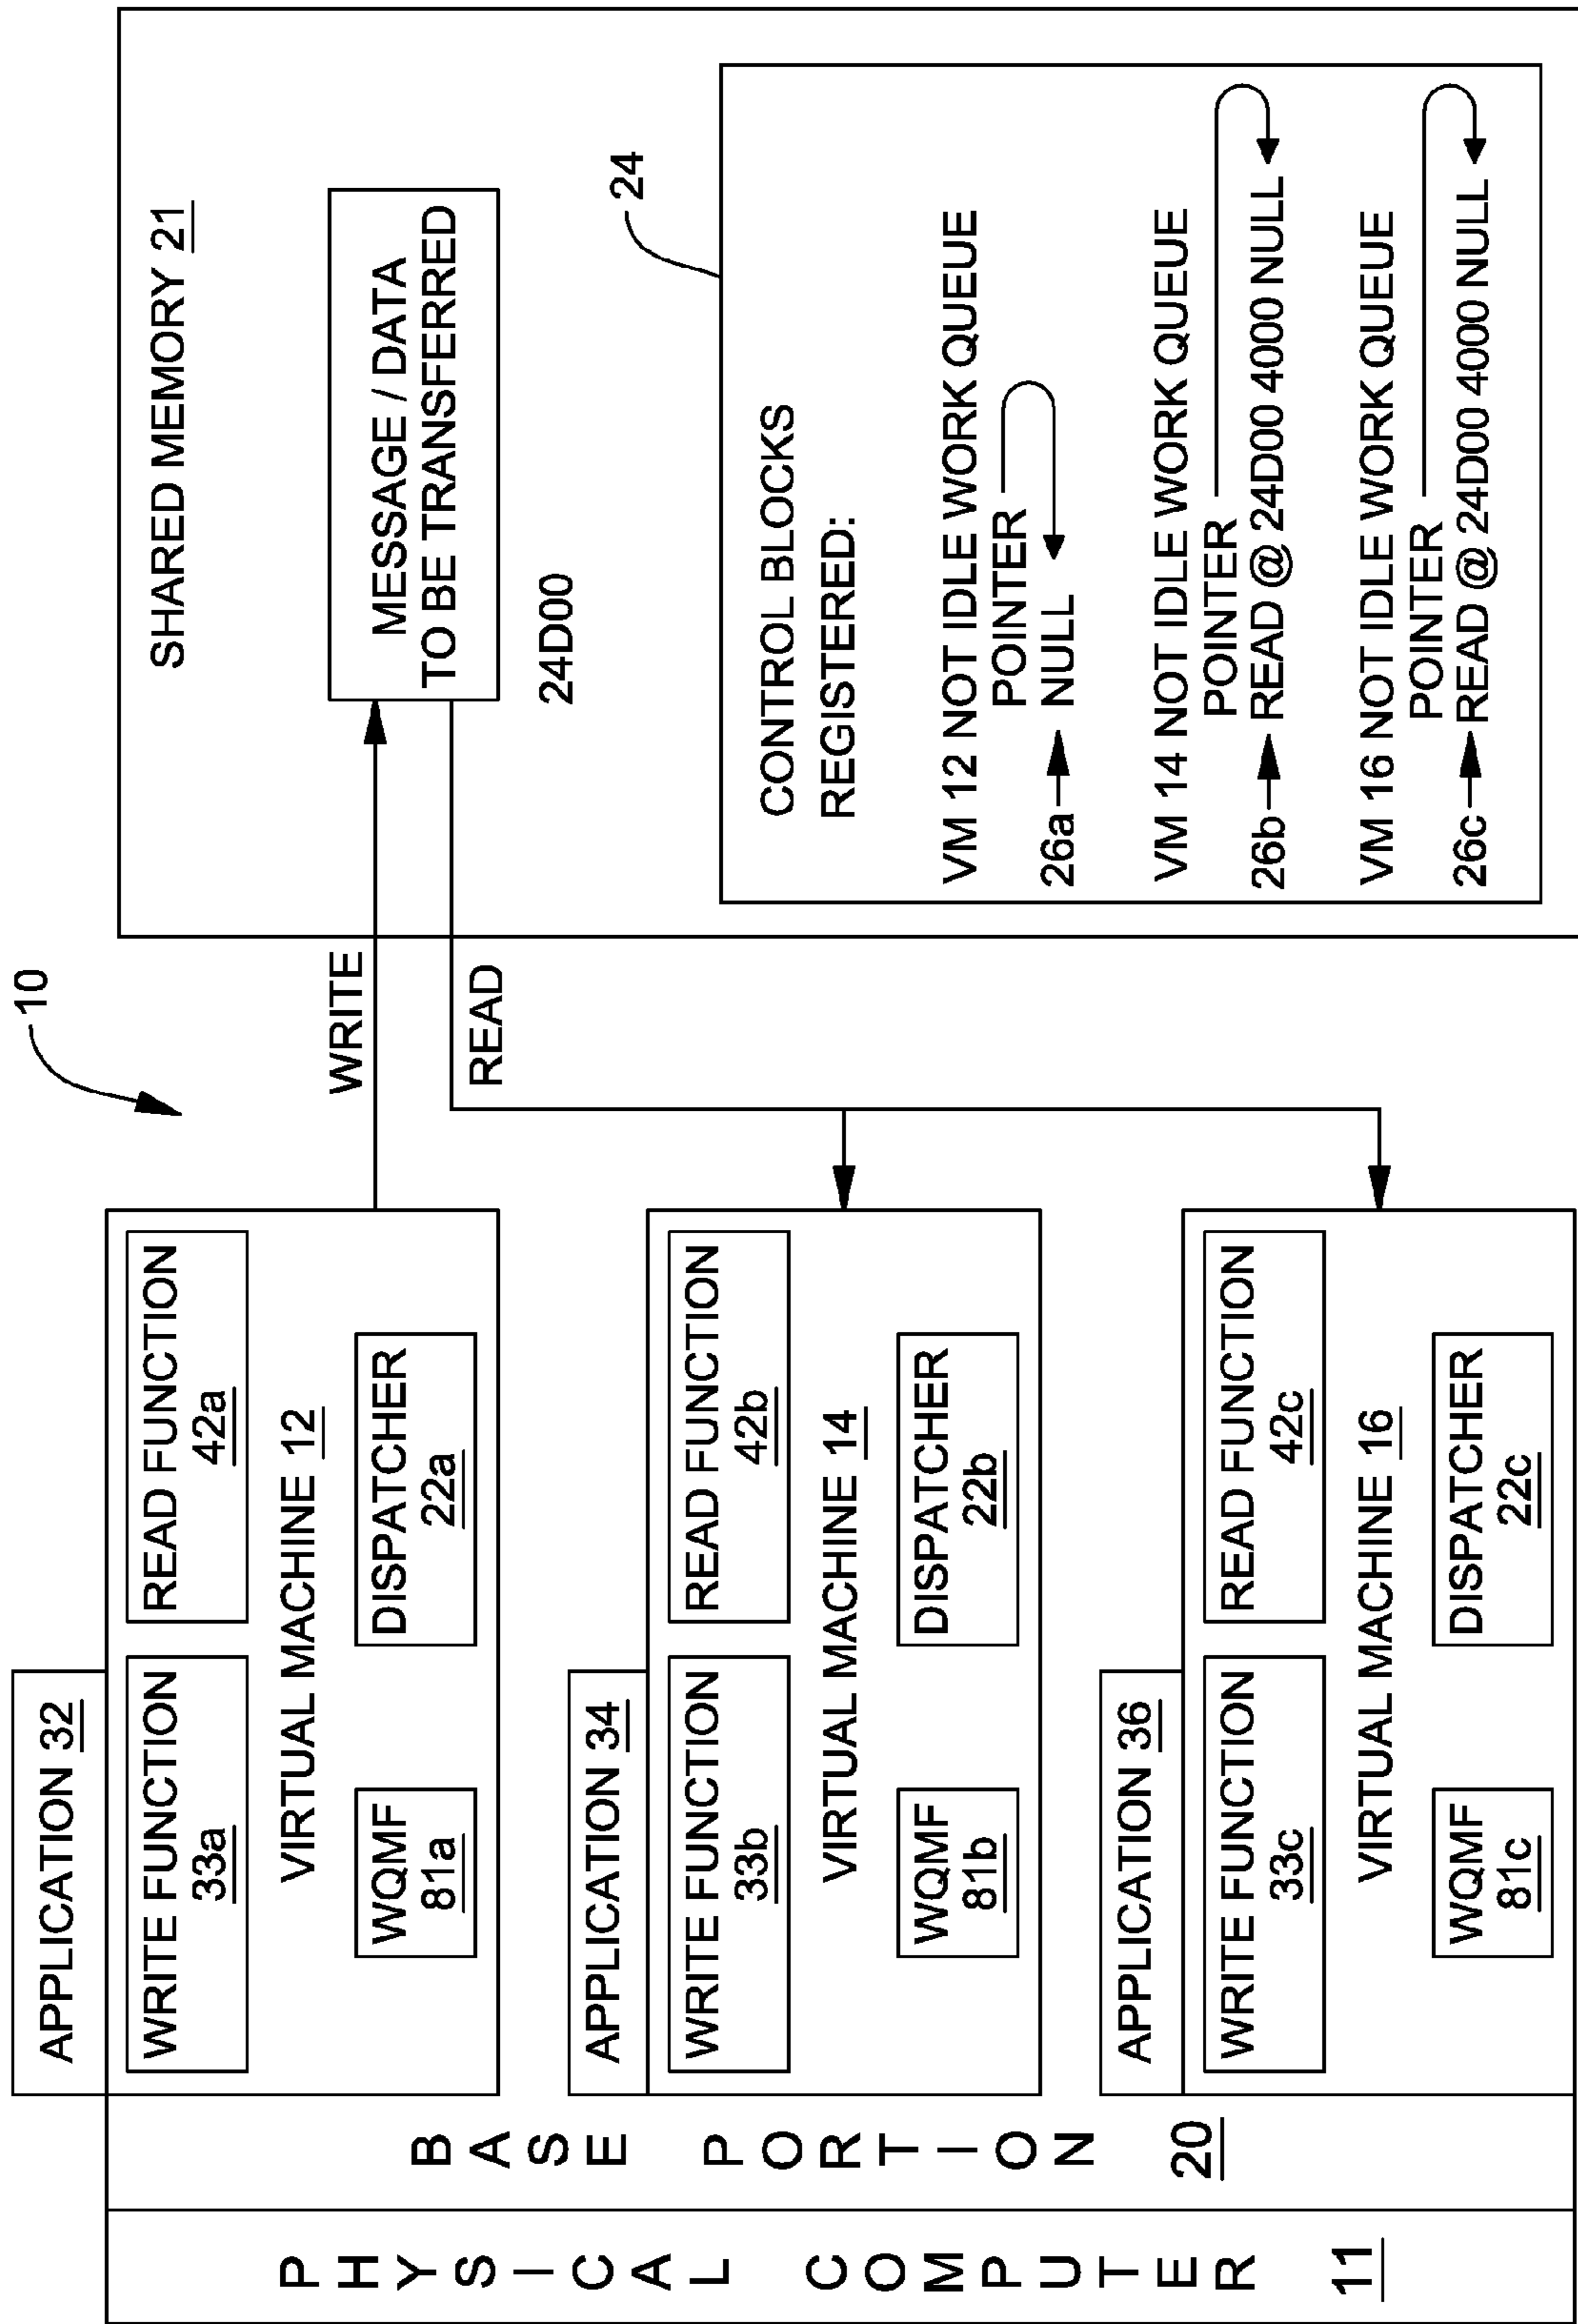 10
PHYSICAL COMPUTER
11
BASE PORTION
20
APPLICATION 32
WRITE FUNCTION
33a
READ FUNCTION
42a
VIRTUAL MACHINE 12
WQMF
81a
DISPATCHER
22a
APPLICATION 34
WRITE FUNCTION
33b
READ FUNCTION
42b
VIRTUAL MACHINE 14
WQMF
81b
DISPATCHER
22b
APPLICATION 36
WRITE FUNCTION
33c
READ FUNCTION
42c
VIRTUAL MACHINE 16
WQMF
81c
DISPATCHER
22c
WRITE
READ
SHARED MEMORY 21
MESSAGE / DATA
TO BE TRANSFERRED
24D00
24
CONTROL BLOCKS
REGISTERED:
VM 12 NOT IDLE WORK QUEUE
POINTER
26a NULL
VM 14 NOT IDLE WORK QUEUE
POINTER
26b READ @ 24D00 4000 NULL
VM 16 NOT IDLE WORK QUEUE
POINTER
26c READ @ 24D00 4000 NULL